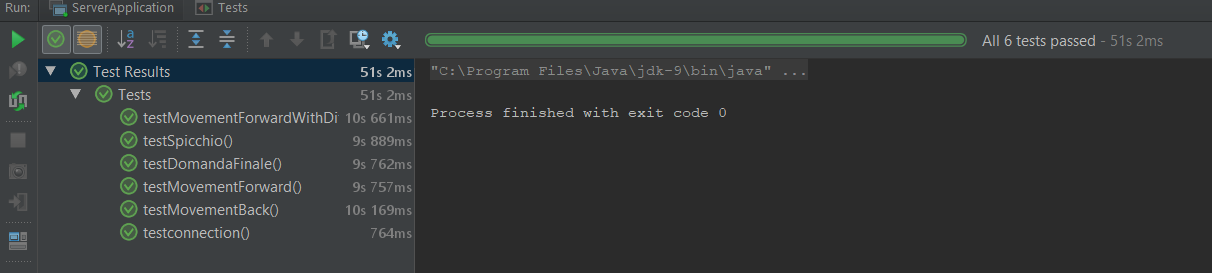 Run: ServerApplication Tests
All 6 tests passed - 51s 2ms
Test Results 51s 2ms
Tests 51s 2ms
testMovementForwardWithDi 10s 661ms
testSpicchio() 9s 889ms
testDomandaFinale() 9s 762ms
testMovementForward() 9s 757ms
testMovementBack() 10s 169ms
testconnection() 764ms
"C:\Program Files\Java\jdk-9\bin\java" ...
Process finished with exit code 0